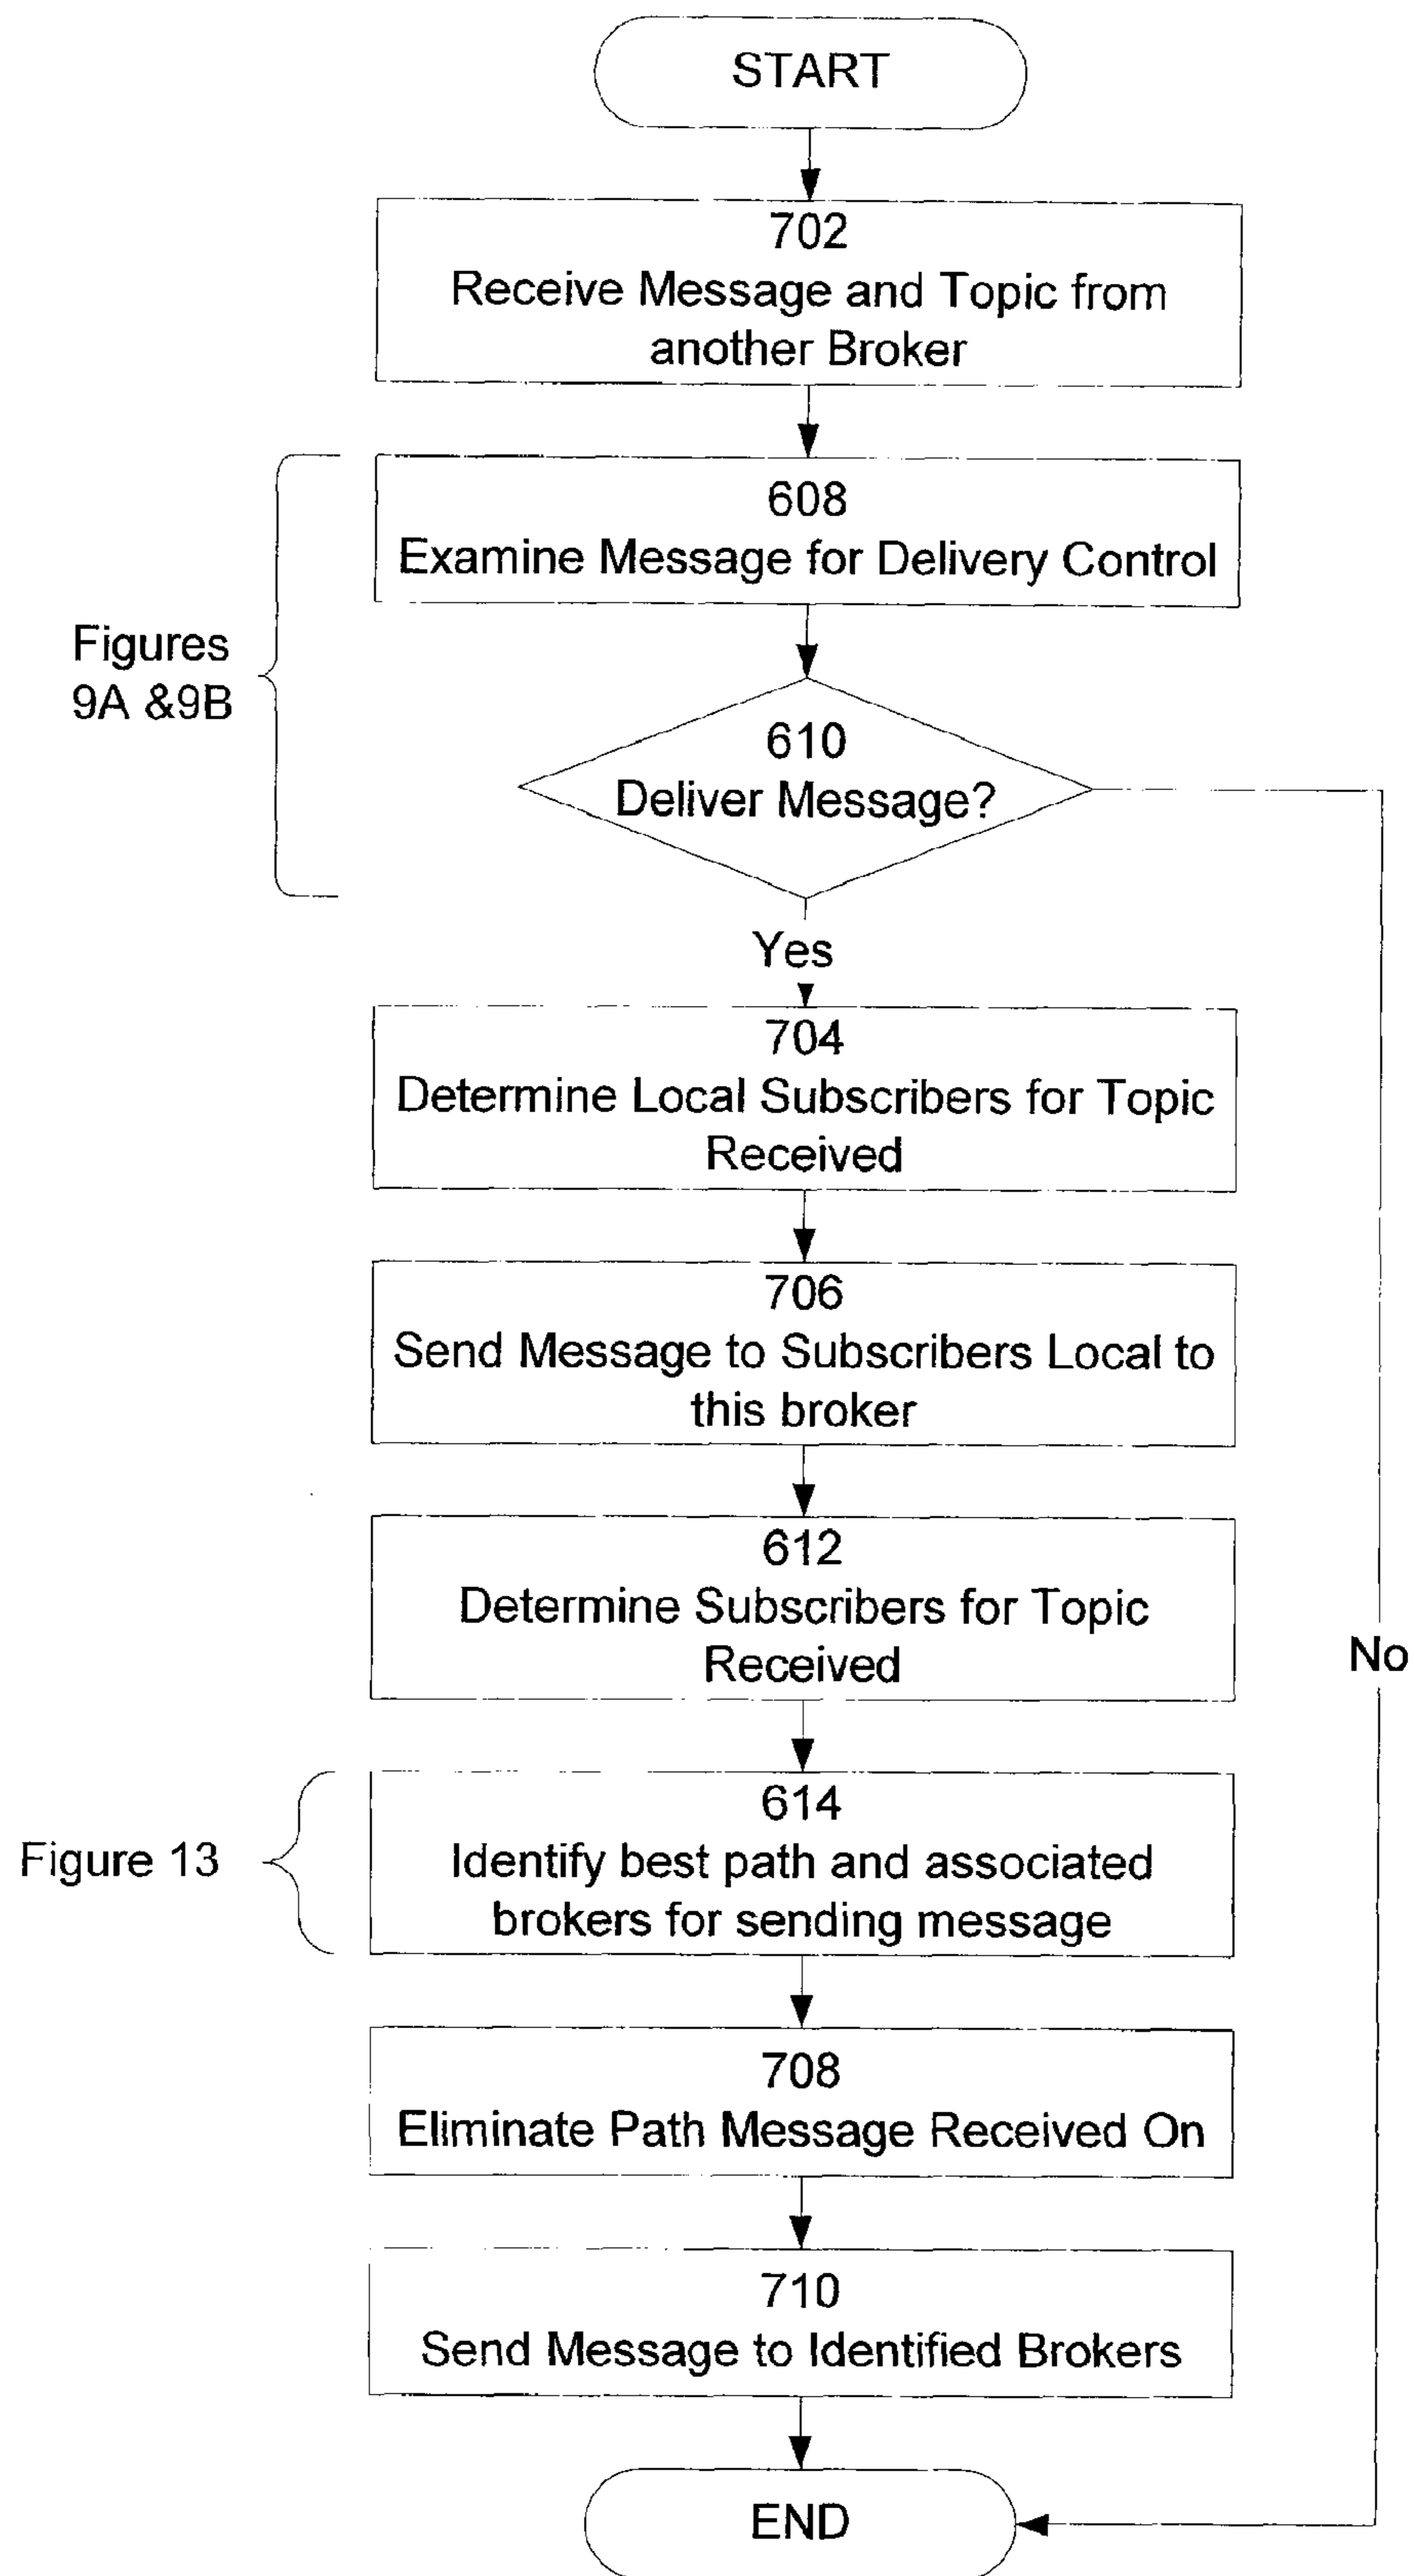 START
702
Receive Message and Topic from
another Broker
608
Examine Message for Delivery Control
Figures
9A &9B
610
Deliver Message?
Yes
704
Determine Local Subscribers for Topic
Received
706
Send Message to Subscribers Local to
this broker
612
Determine Subscribers for Topic
Received
No
614
Identify best path and associated
brokers for sending message
Figure 13
708
Eliminate Path Message Received On
710
Send Message to Identified Brokers
END